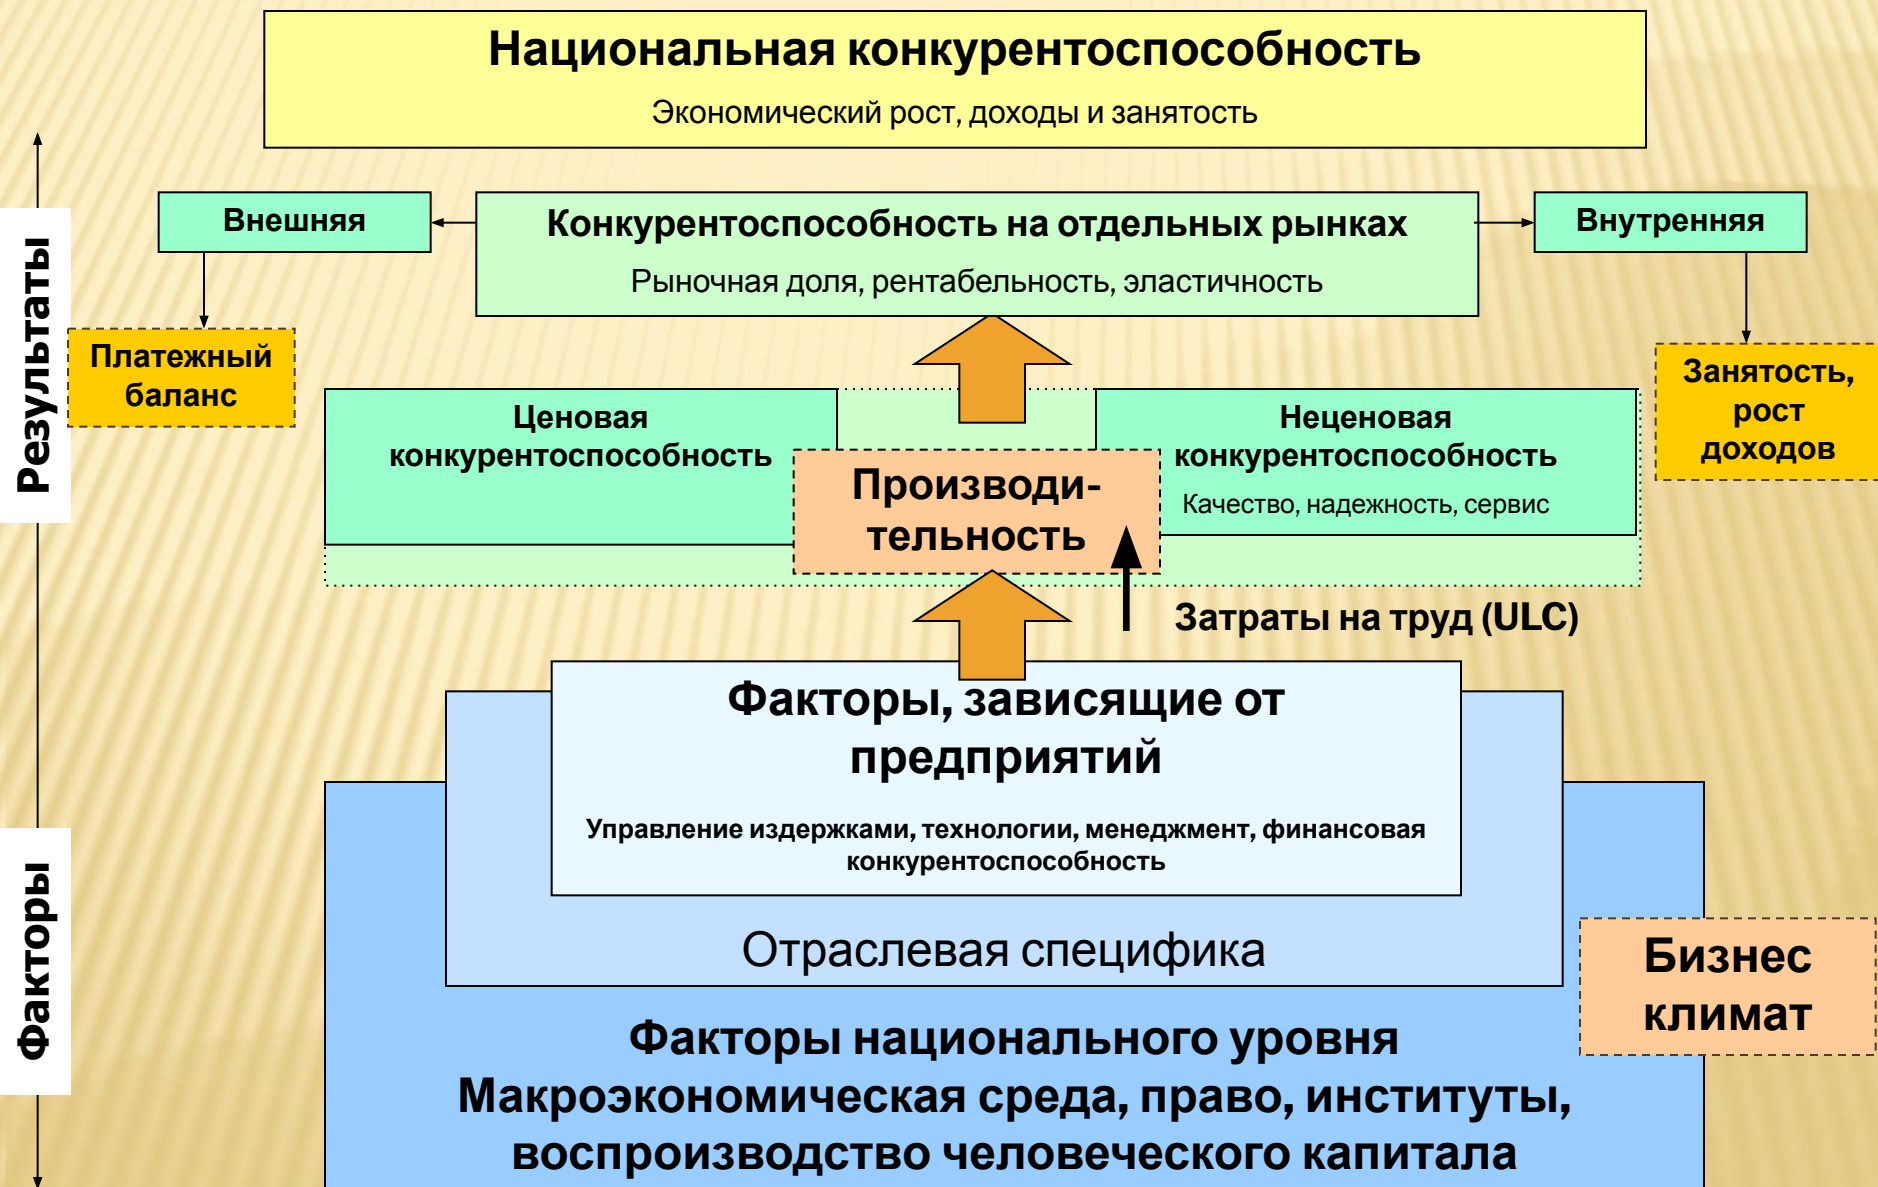 Национальная конкурентоспособность
Экономический рост, доходы и занятость
Внешняя
Конкурентоспособность на отдельных рынках
Рыночная доля, рентабельность, эластичность
Внутренняя
Результаты
Платежный
баланс
Занятость,
рост
доходов
Ценовая
конкурентоспособность
Неценовая
конкурентоспособность
Качество, надежность, сервис
Производи-
тельность
Затраты на труд (ULC)
Факторы, зависящие от
предприятий
Управление издержками, технологии, менеджмент, финансовая
конкурентоспособность
Факторы
Отраслевая специфика
Бизнес
климат
Факторы национального уровня
Макроэкономическая среда, право, институты,
воспроизводство человеческого капитала